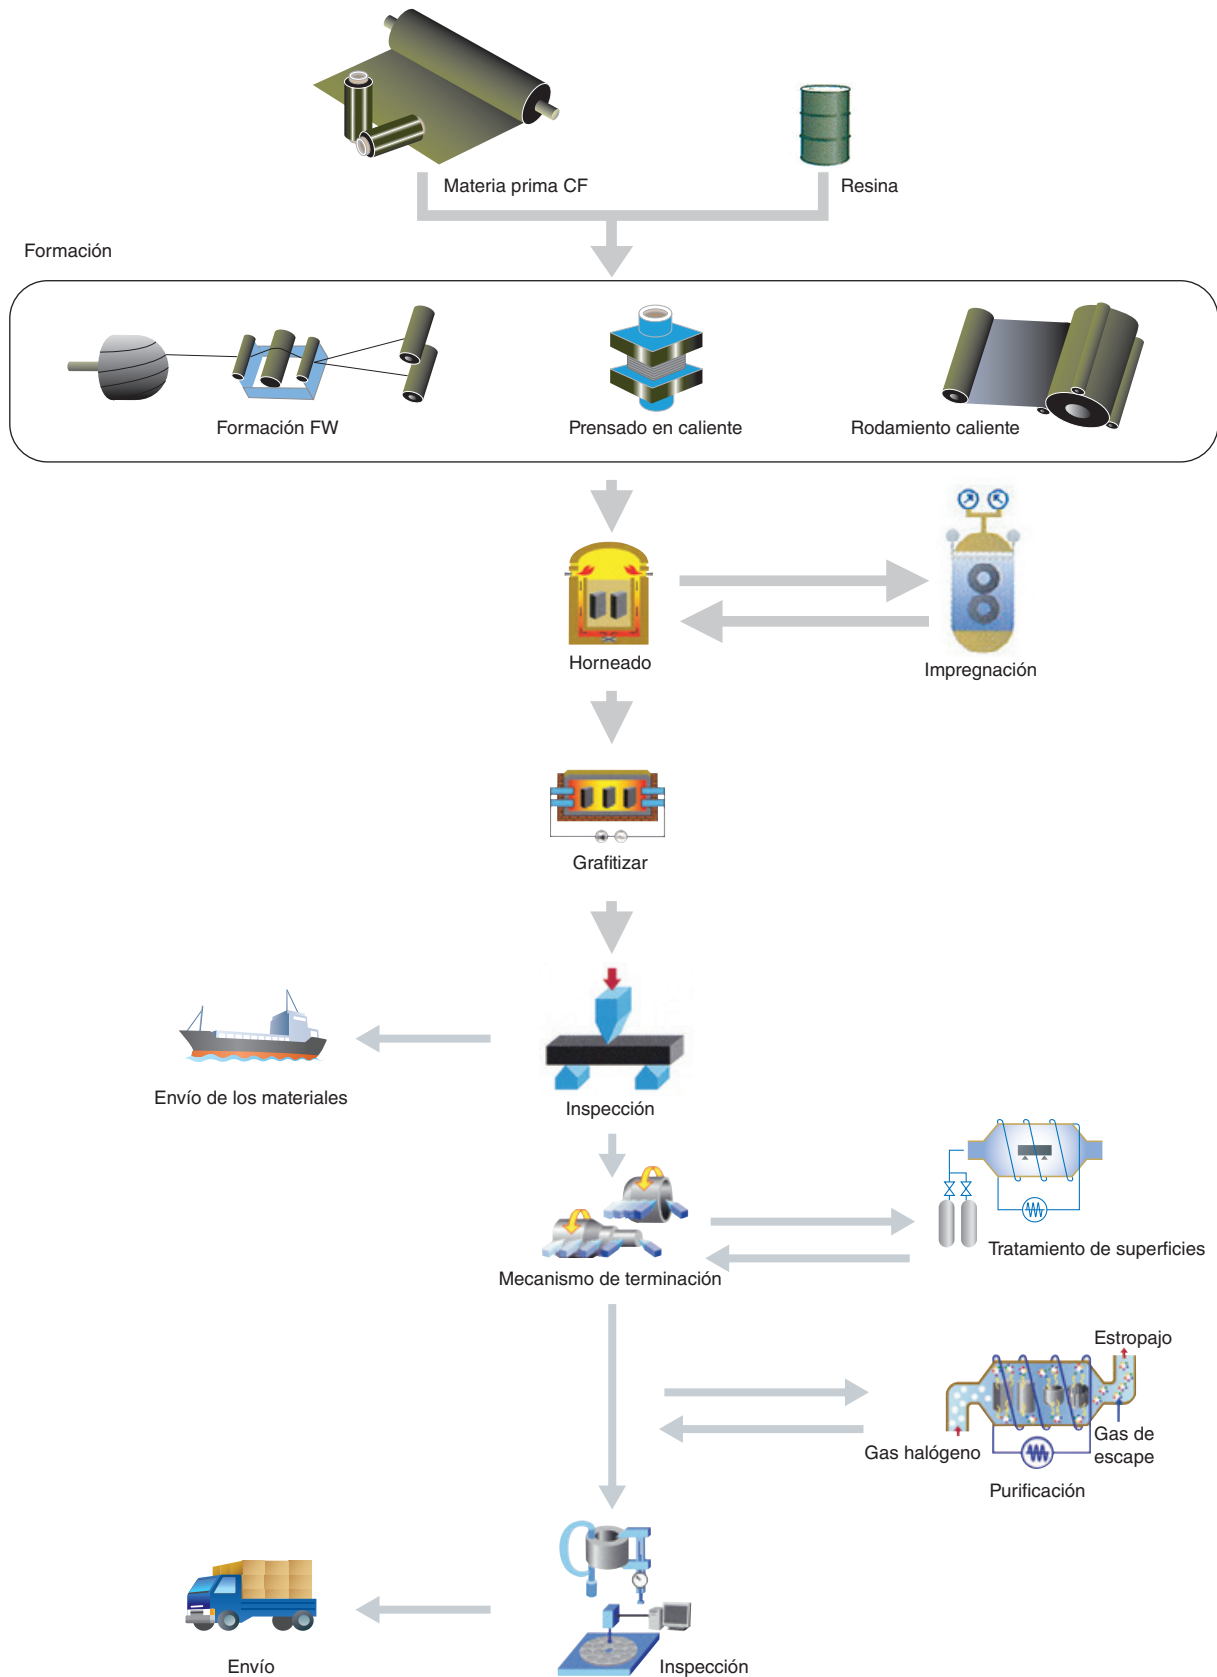 Materia prima CF
Resina
Formación
Formación FW
Prensado en caliente
Rodamiento caliente
Horneado
Impregnación
Grafitizar
Envío de los materiales
Inspección
Tratamiento de superficies
Mecanismo de terminación
Estropajo
Gas halógeno
Gas de
escape
Purificación
Envío
Inspección